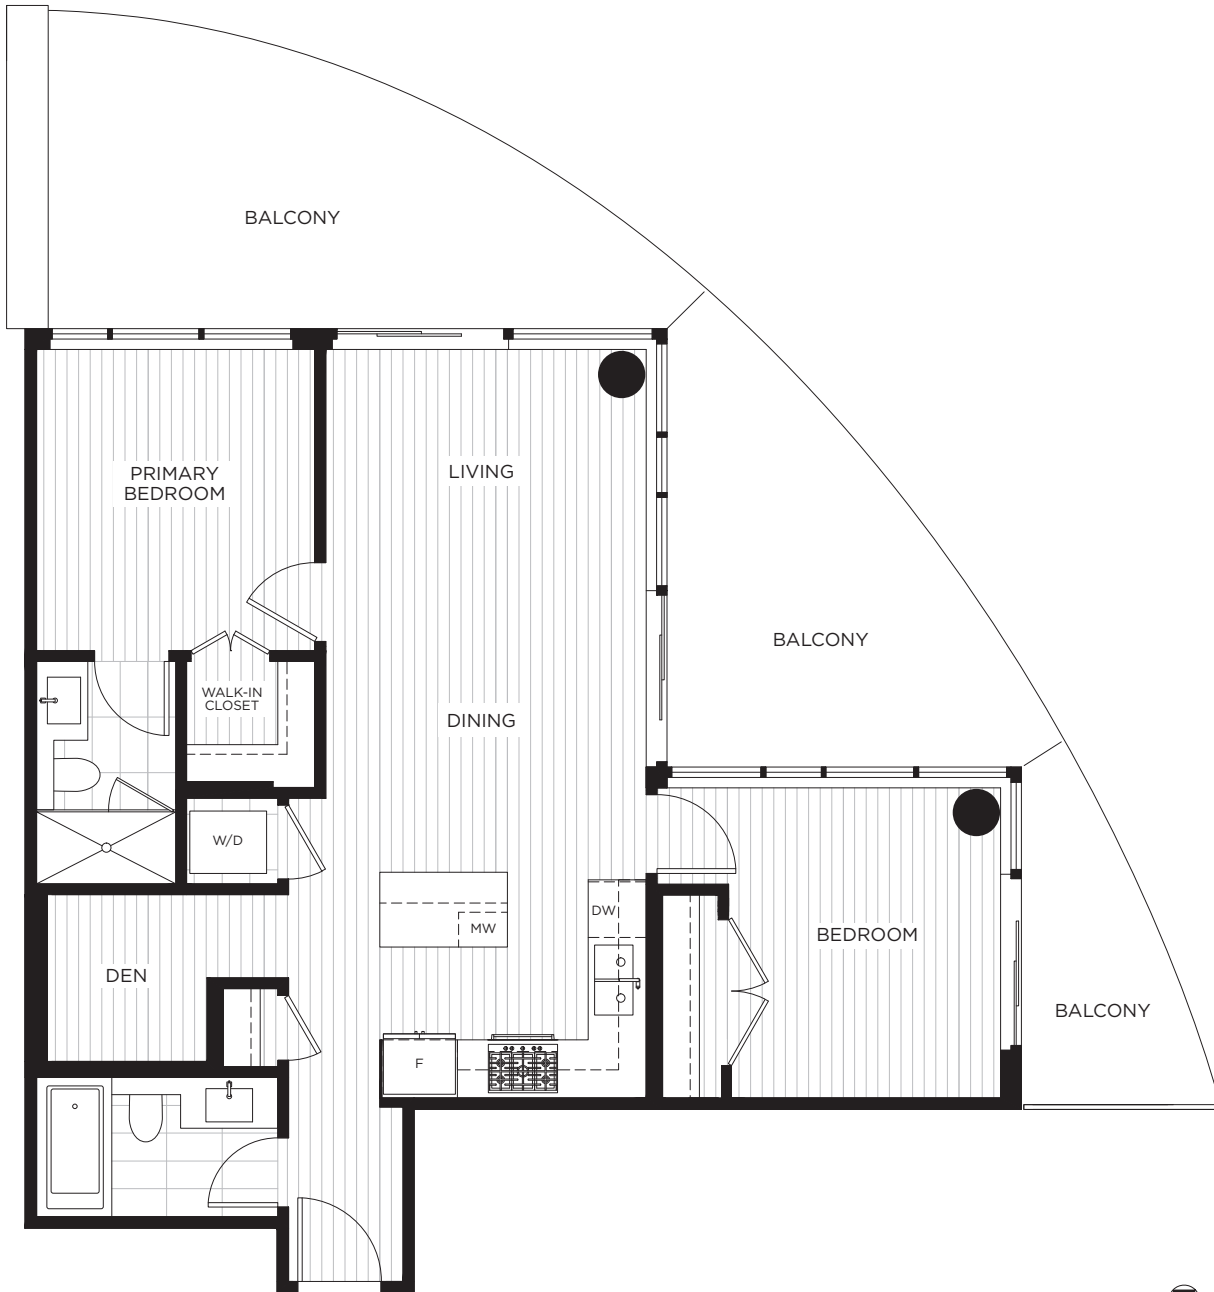 BALCONY
PRIMARY
BEDROOM
LIVING
BALCONY
WALK-IN
CLOSET
DINING
W/D
DW
MW
BEDROOM
DEN
BALCONY
F